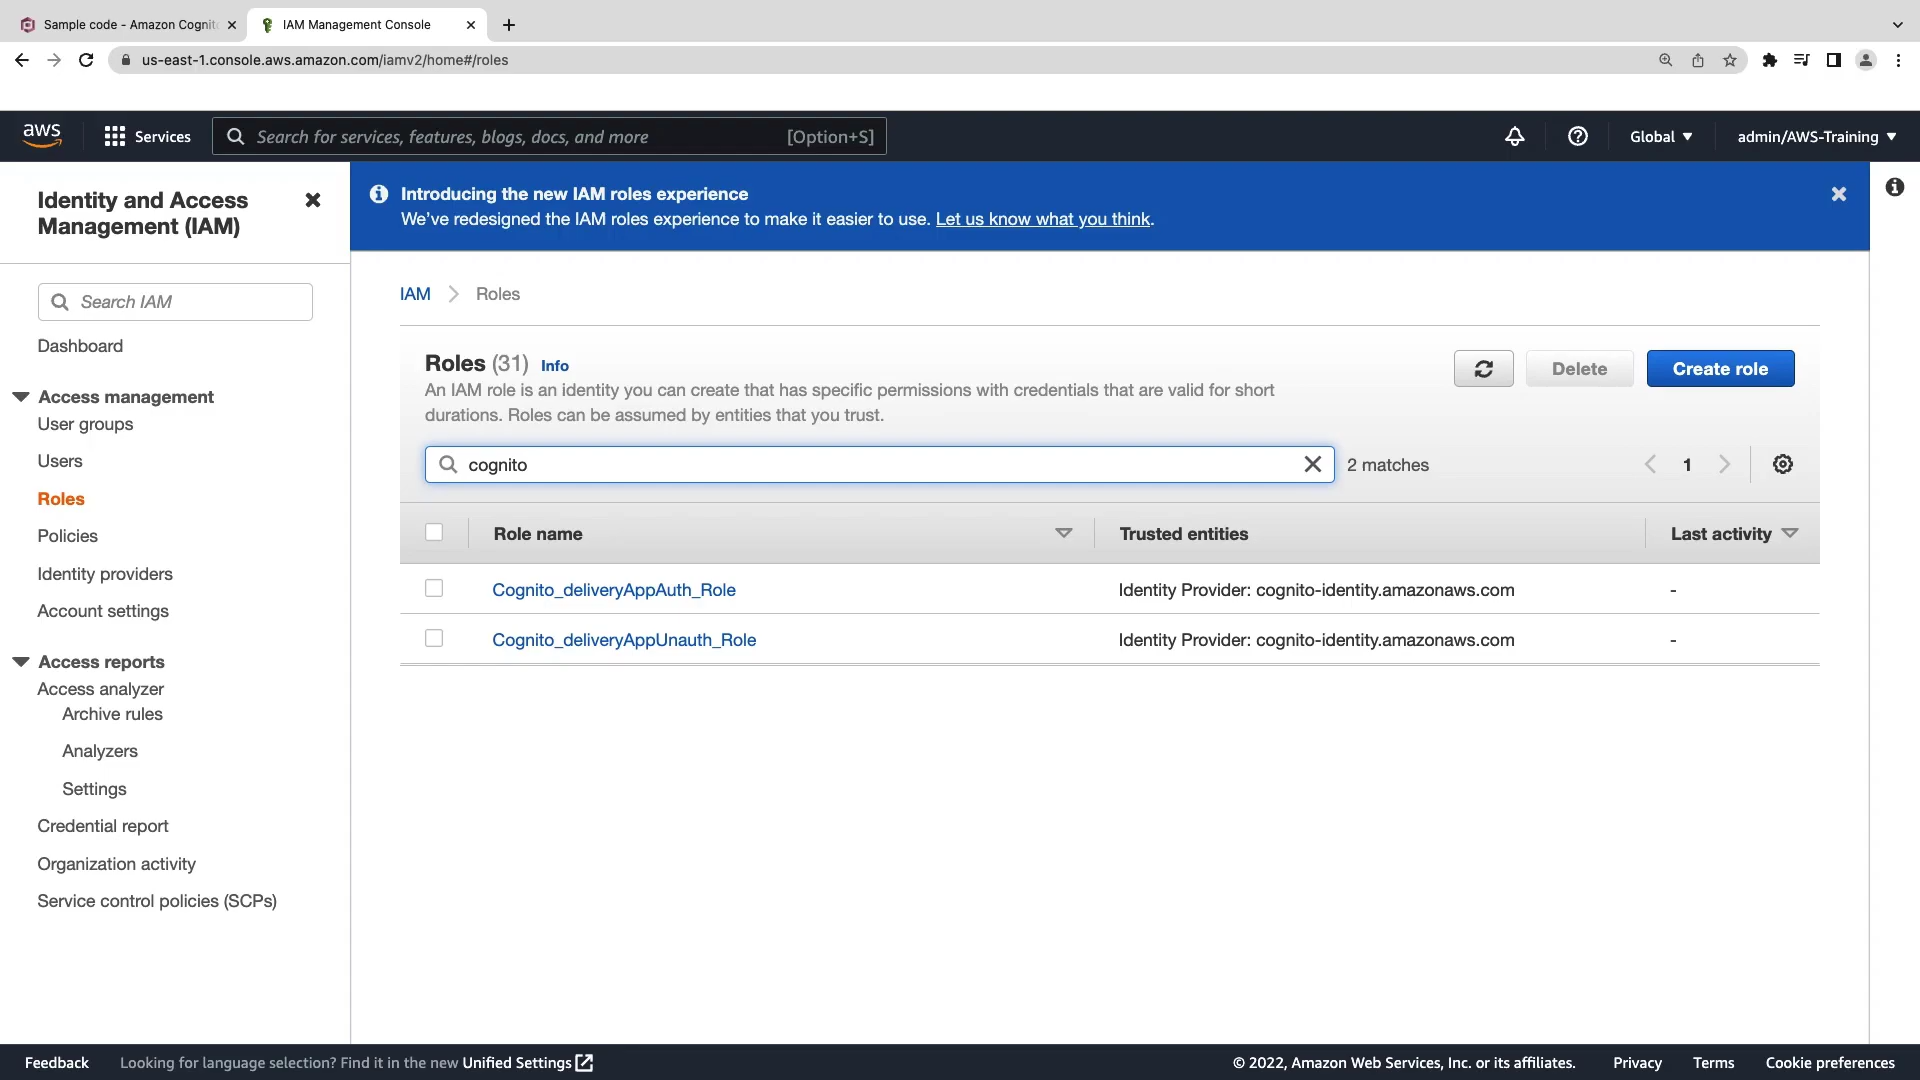 Sample code - Amazon Cognit
IAM Management Console
us-east-1.console.aws.amazon.com/iamv2/home#/roles
aws
Services
Search for services, features, blogs, docs, and more
[Option+S]
Global
admin/AWS-Training
Identity and Access
Management (IAM)
Search IAM
Dashboard
Access management
User groups
Users
Roles
Policies
Identity providers
Account settings
Access reports
Access analyzer
Archive rules
Analyzers
Settings
Credential report
Organization activity
Service control policies (SCPs)
Introducing the new IAM roles experience
We've redesigned the IAM roles experience to make it easier to use. Let us know what you think.
IAM
Roles
Roles (31) Info
An IAM role is an identity you can create that has specific permissions with credentials that are valid for short
durations. Roles can be assumed by entities that you trust.
Delete
Create role
cognito
2 matches
1
Role name
Trusted entities
Last activity
Cognito_deliveryAppAuth_Role
Identity Provider: cognito-identity.amazonaws.com
-
Cognito_deliveryAppUnauth_Role
Identity Provider: cognito-identity.amazonaws.com
-
Feedback
Looking for language selection? Find it in the new Unified Settings
© 2022, Amazon Web Services, Inc. or its affiliates.
Privacy
Terms
Cookie preferences